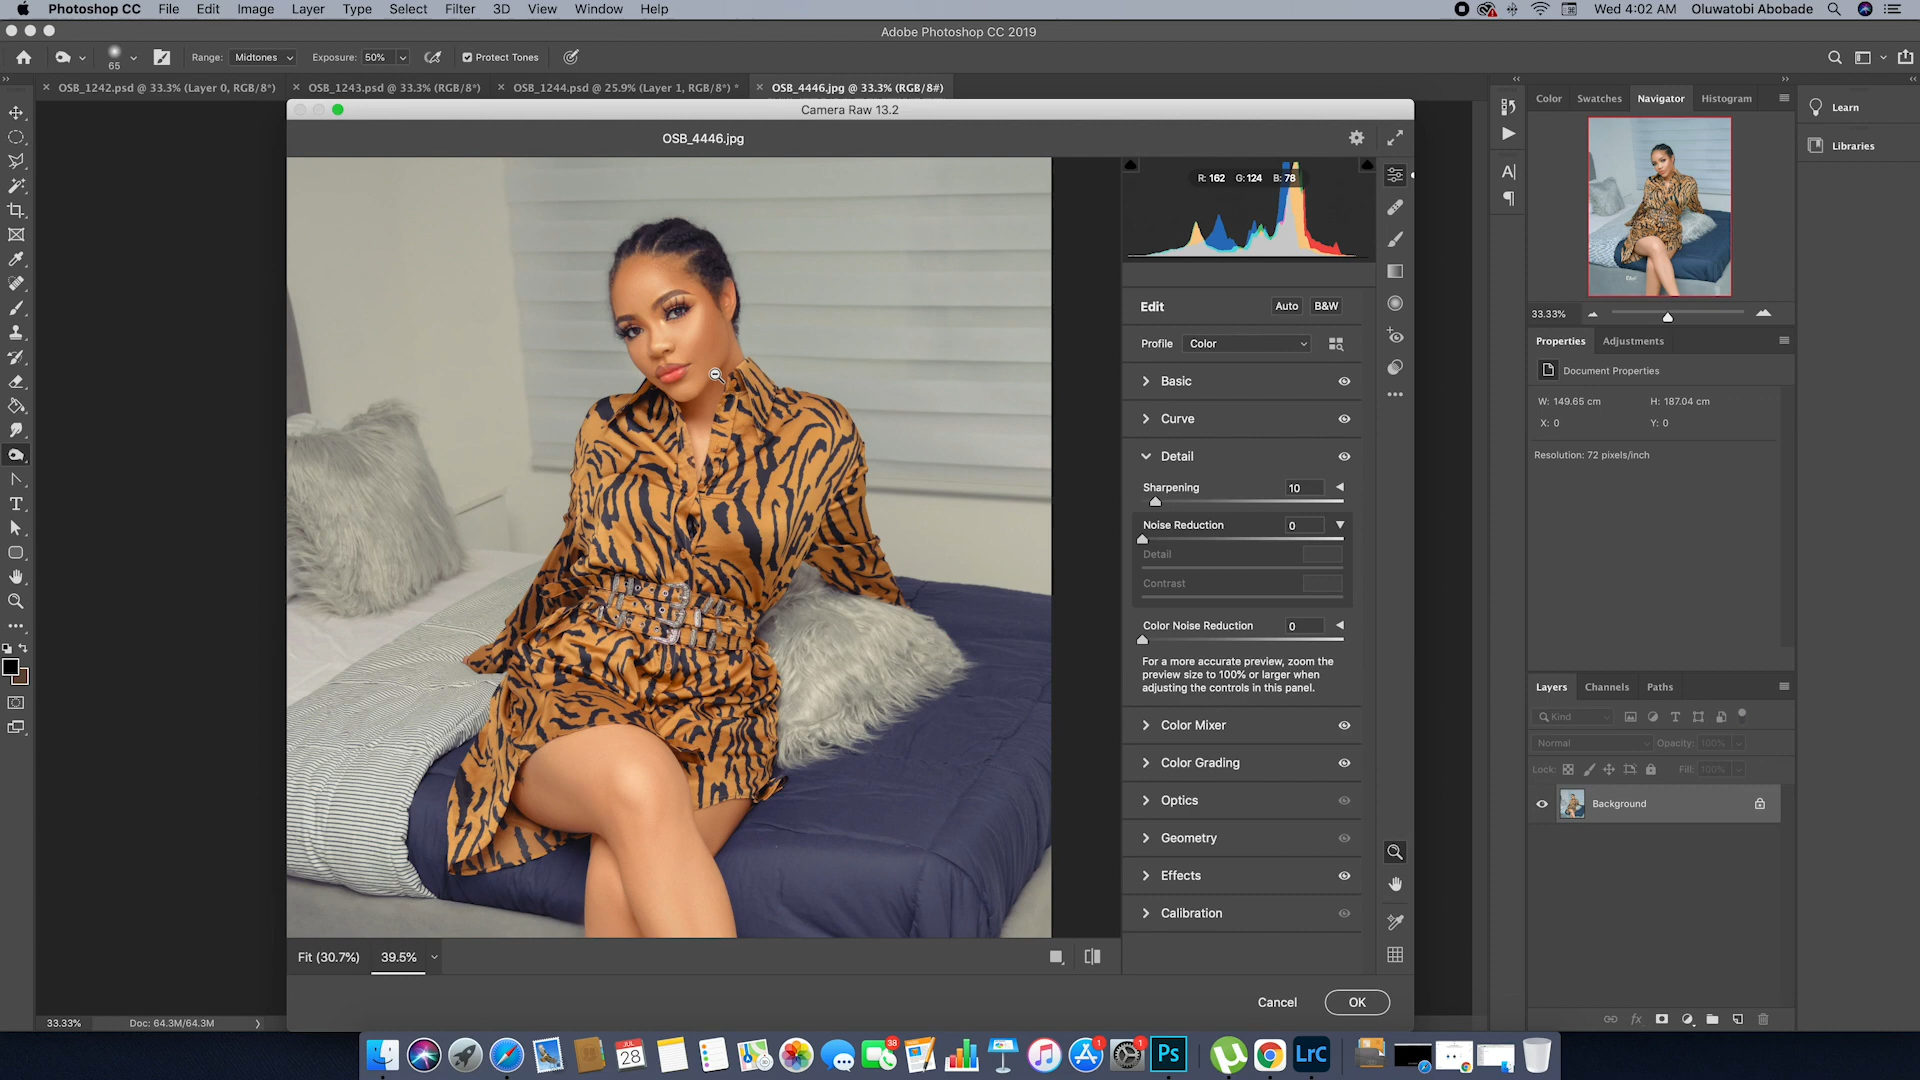 Photoshop CC File Edit Image Layer Type Select Filter 3D View Window Help Wed 4:02 AM Oluwatobi Abobade
Adobe Photoshop CC 2019
65 Range: Midtones Exposure: 50% Protect Tones
OSB_1242.psd @ 33.3% (Layer 0, RGB/8*) OSB_1243.psd @ 33.3% (RGB/8*) OSB_1244.psd @ 25.9% (Layer 1, RGB/8*) * OSB_4446.jpg @ 33.3% (RGB/8#)
Camera Raw 13.2
OSB_4446.jpg
R: 162 G: 124 B: 78
Edit Auto B&W
Profile Color
Basic
Curve
Detail
Sharpening 10
Noise Reduction 0
Detail
Contrast
Color Noise Reduction 0
For a more accurate preview, zoom the
preview size to 100% or larger when
adjusting the controls in this panel.
Color Mixer
Color Grading
Optics
Geometry
Effects
Calibration
Fit (30.7%) 39.5%
Cancel OK
Color Swatches Navigator Histogram
33.33%
Properties Adjustments
Document Properties
W: 149.65 cm H: 187.04 cm
X: 0 Y: 0
Resolution: 72 pixels/inch
Layers Channels Paths
Kind
Normal Opacity: 100%
Lock: Fill: 100%
Background
Learn
Libraries
33.33% Doc: 64.3M/64.3M
JUL
28
38
1
1
Ps
LrC